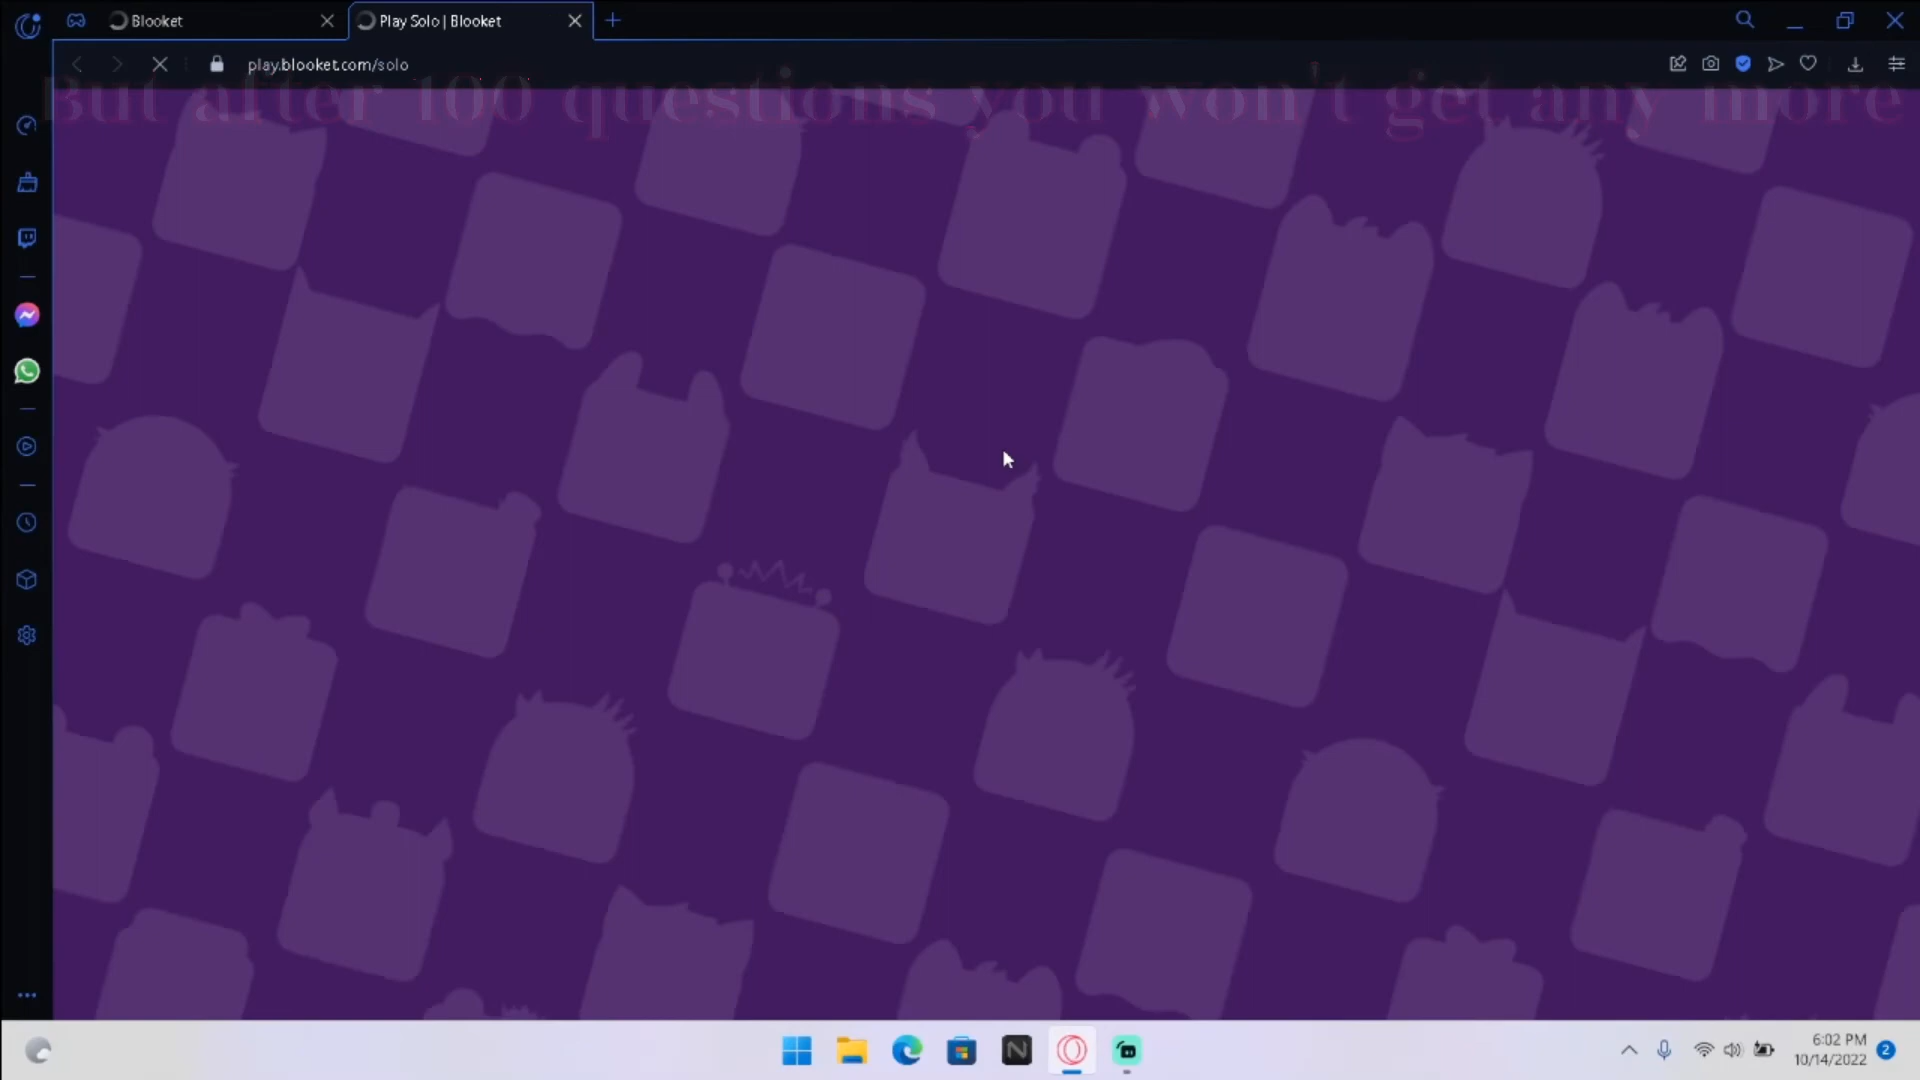 Blooket
Play Solo | Blooket
play.blooket.com/solo
But after 100 questions you won't get any more
6:02 PM
10/14/2022
2